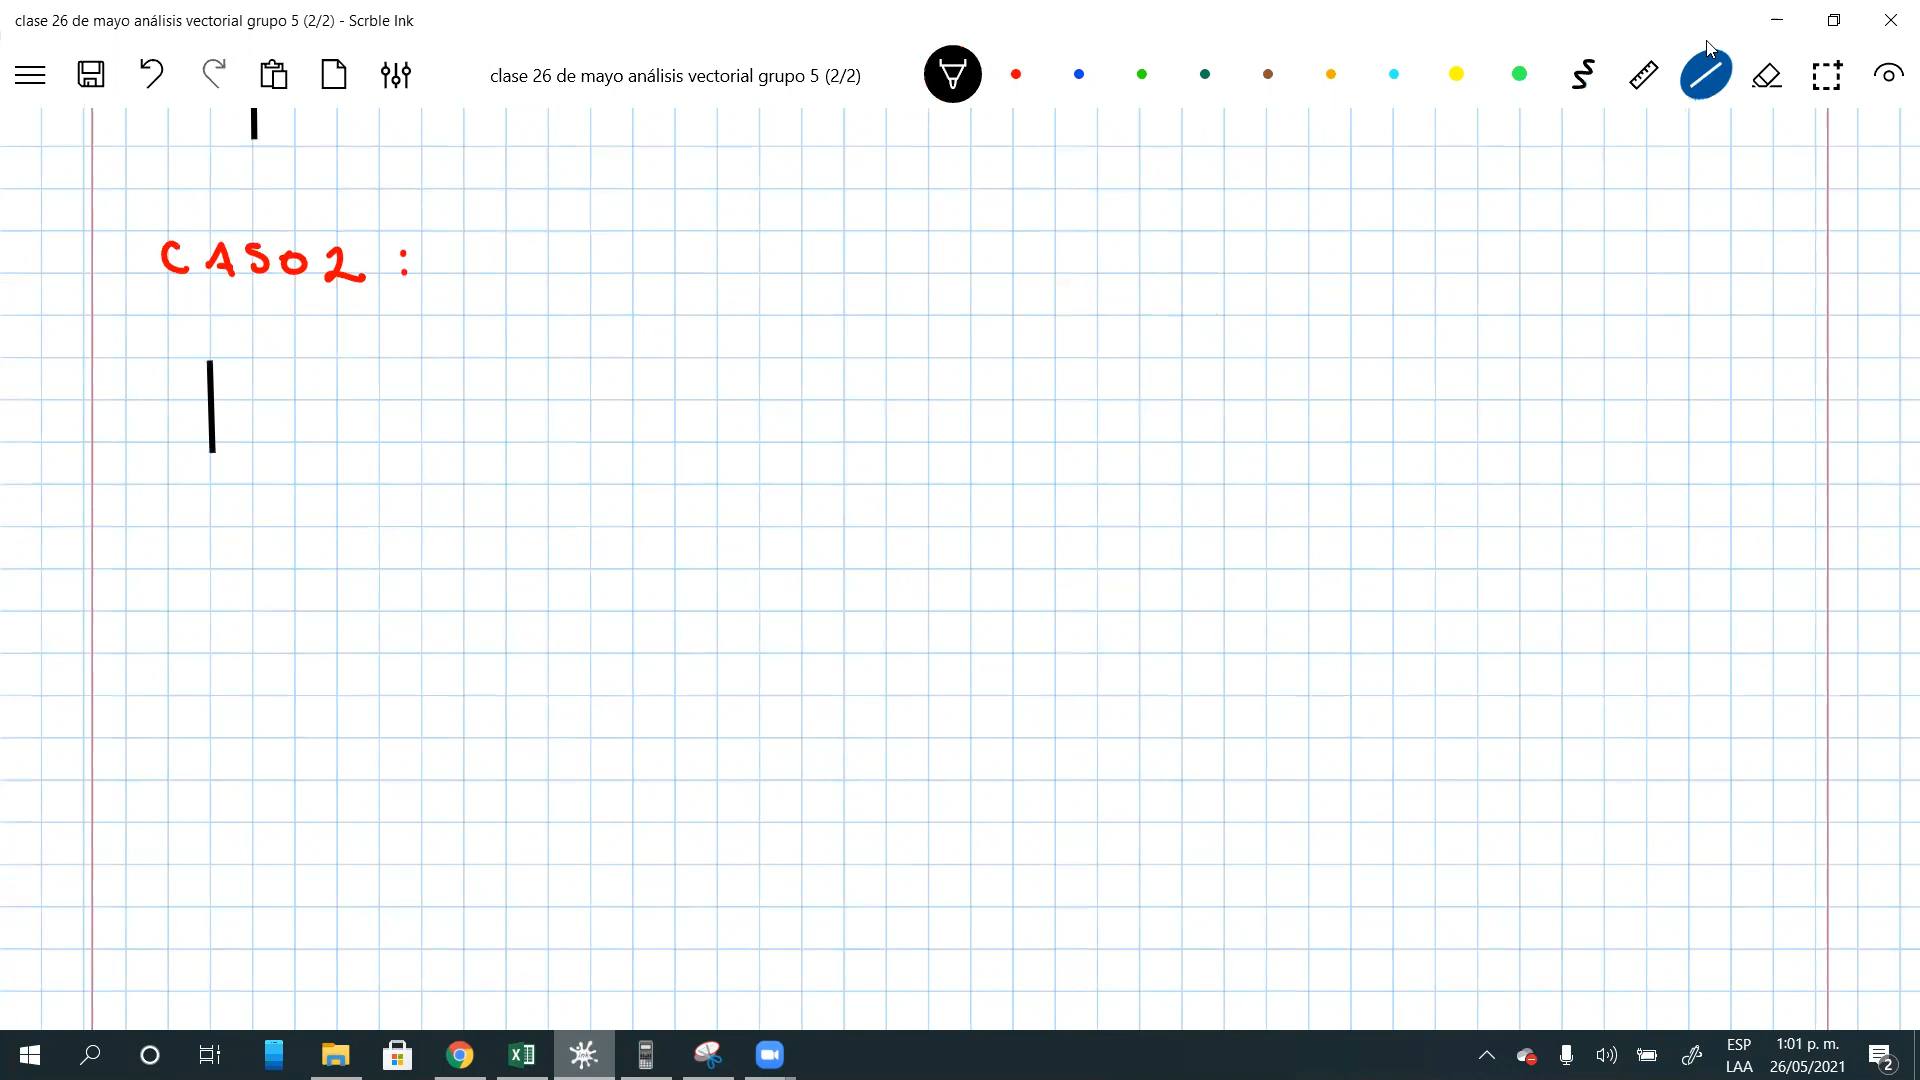 clase 26 de mayo análisis vectorial grupo 5 (2/2) - Scrble Ink
clase 26 de mayo análisis vectorial grupo 5 (2/2)
CASO 2 :
ESP
LAA
1:01 p. m.
26/05/2021
2